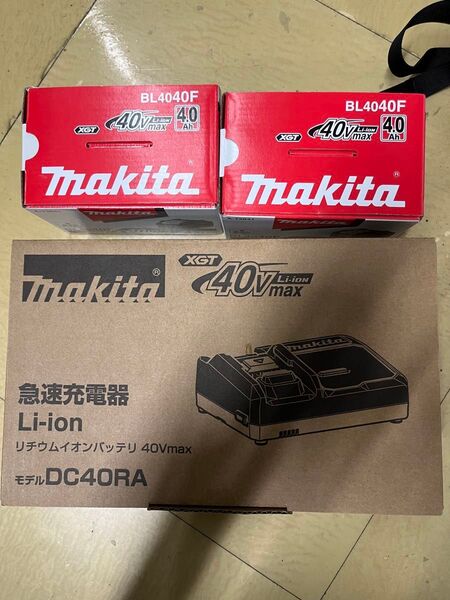 BL4040F
XGT 40Vmax Li-ion 4.0Ah
makita
BL4040F
XGT 40Vmax Li-ion 4.0Ah
makita
makita® XGT 40Vmax Li-ion
makita
急速充電器
Li-ion
リチウムイオンバッテリ 40Vmax
モデル DC40RA